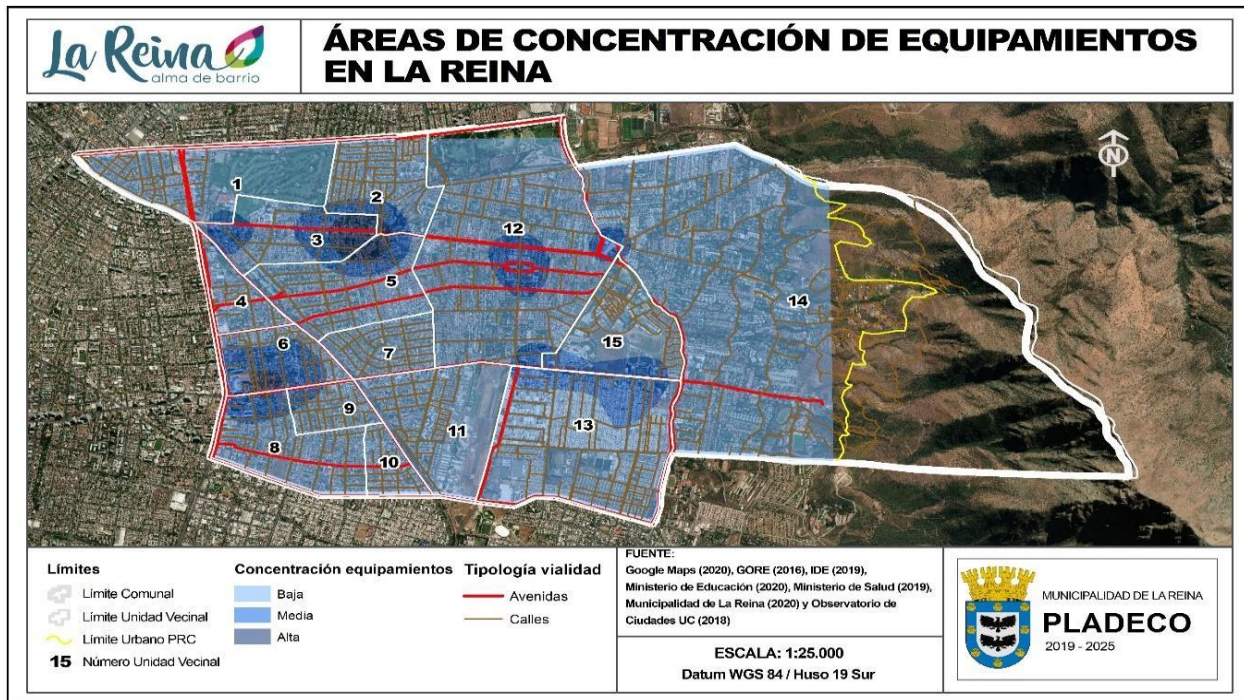 La Reina
alma de barrio
ÁREAS DE CONCENTRACIÓN DE EQUIPAMIENTOS
EN LA REINA
N
1
2
3
12
5
4
14
6
15
7
9
13
11
8
10
Límites
Límite Comunal
Límite Unidad Vecinal
Límite Urbano PRC
15 Número Unidad Vecinal
Concentración equipamientos
Baja
Media
Alta
Tipología vialidad
Avenidas
Calles
FUENTE:
Google Maps (2020), GORE (2016), IDE (2019),
Ministerio de Educación (2020), Ministerio de Salud (2019),
Municipalidad de La Reina (2020) y Observatorio de
Ciudades UC (2018)
ESCALA: 1:25.000
Datum WGS 84 / Huso 19 Sur
MUNICIPALIDAD DE LA REINA
PLADECO
2019 - 2025